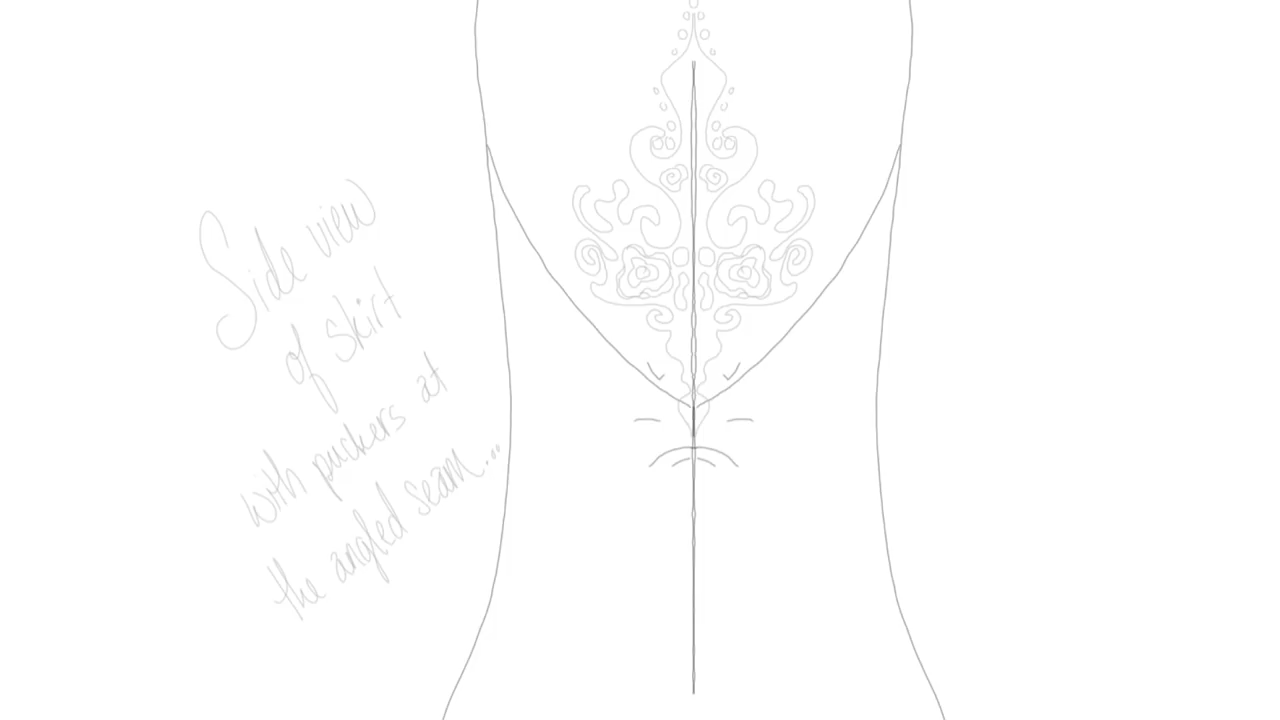 Side view
of skirt
with puckers at
the angled seam...